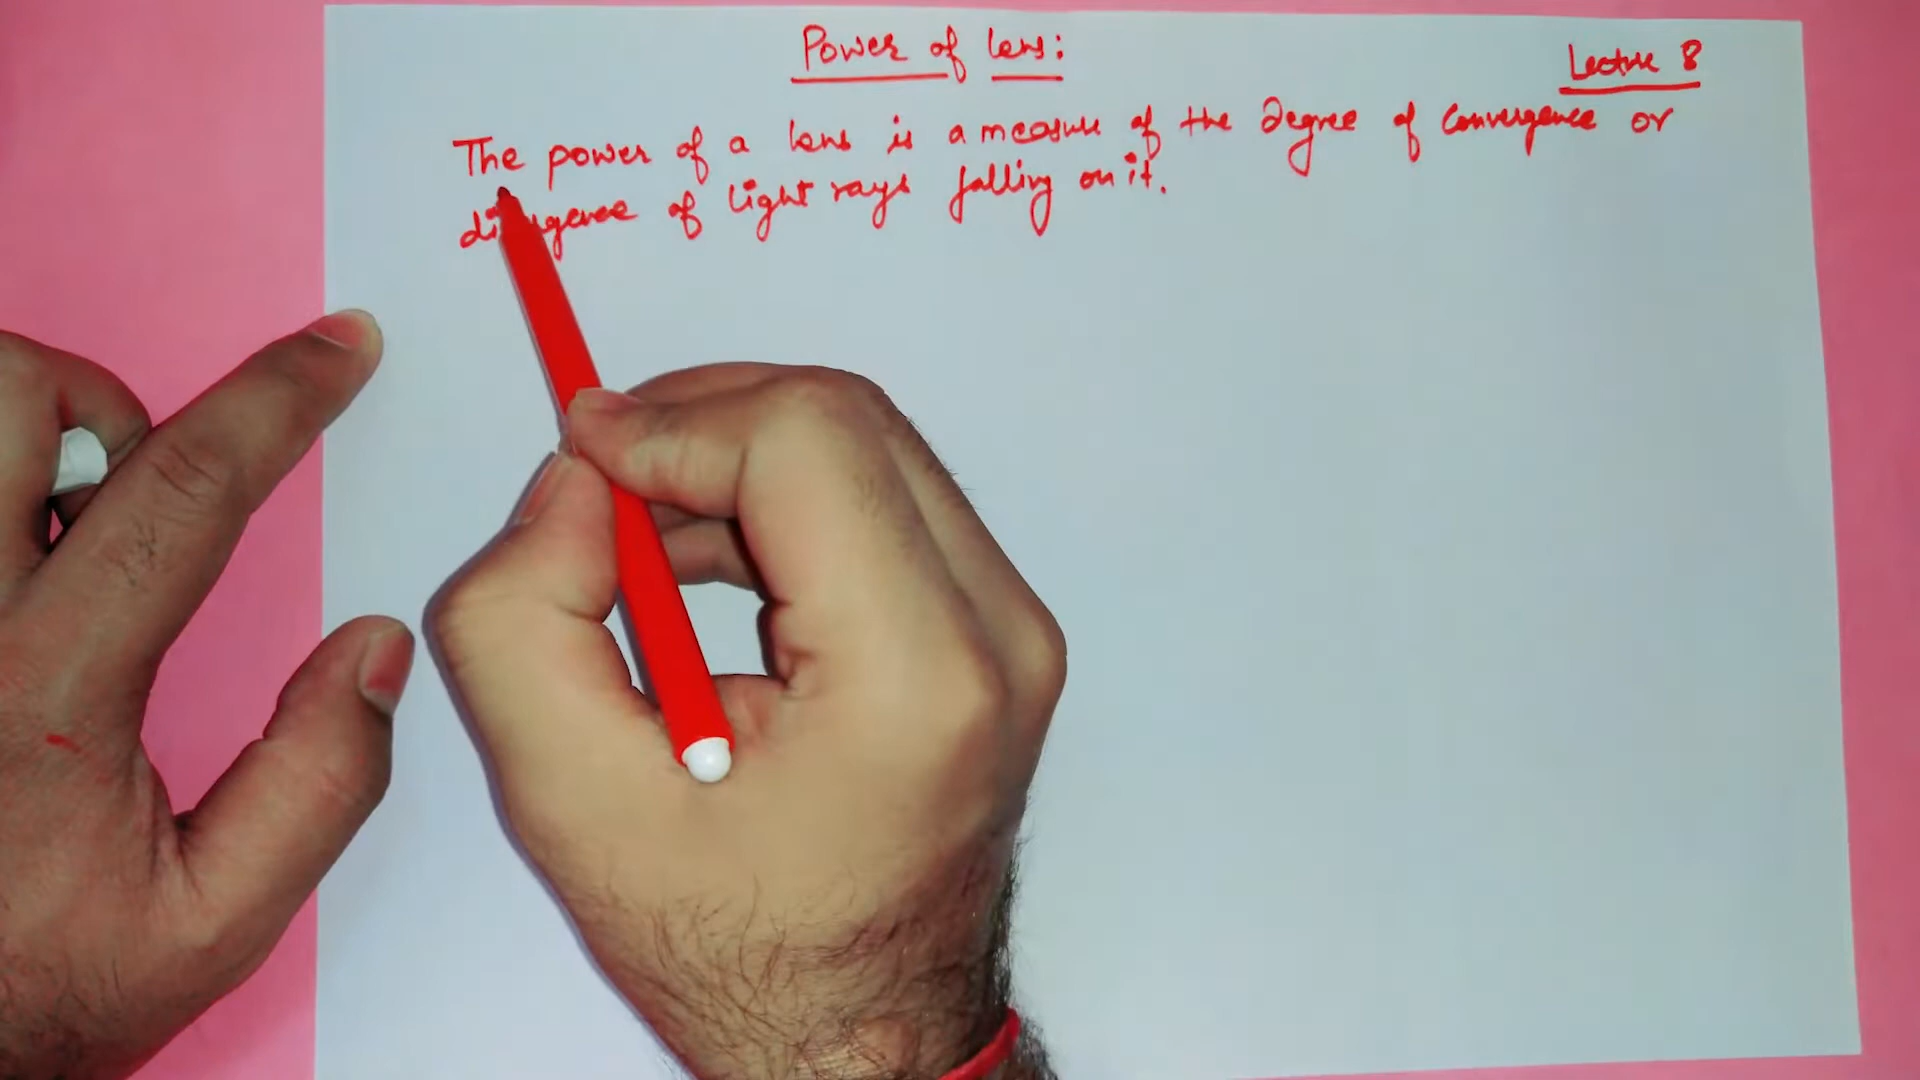 Power of lens:
Lecture 8
The power of a lens is a measure of the degree of convergence or
divergence of light rays falling on it.